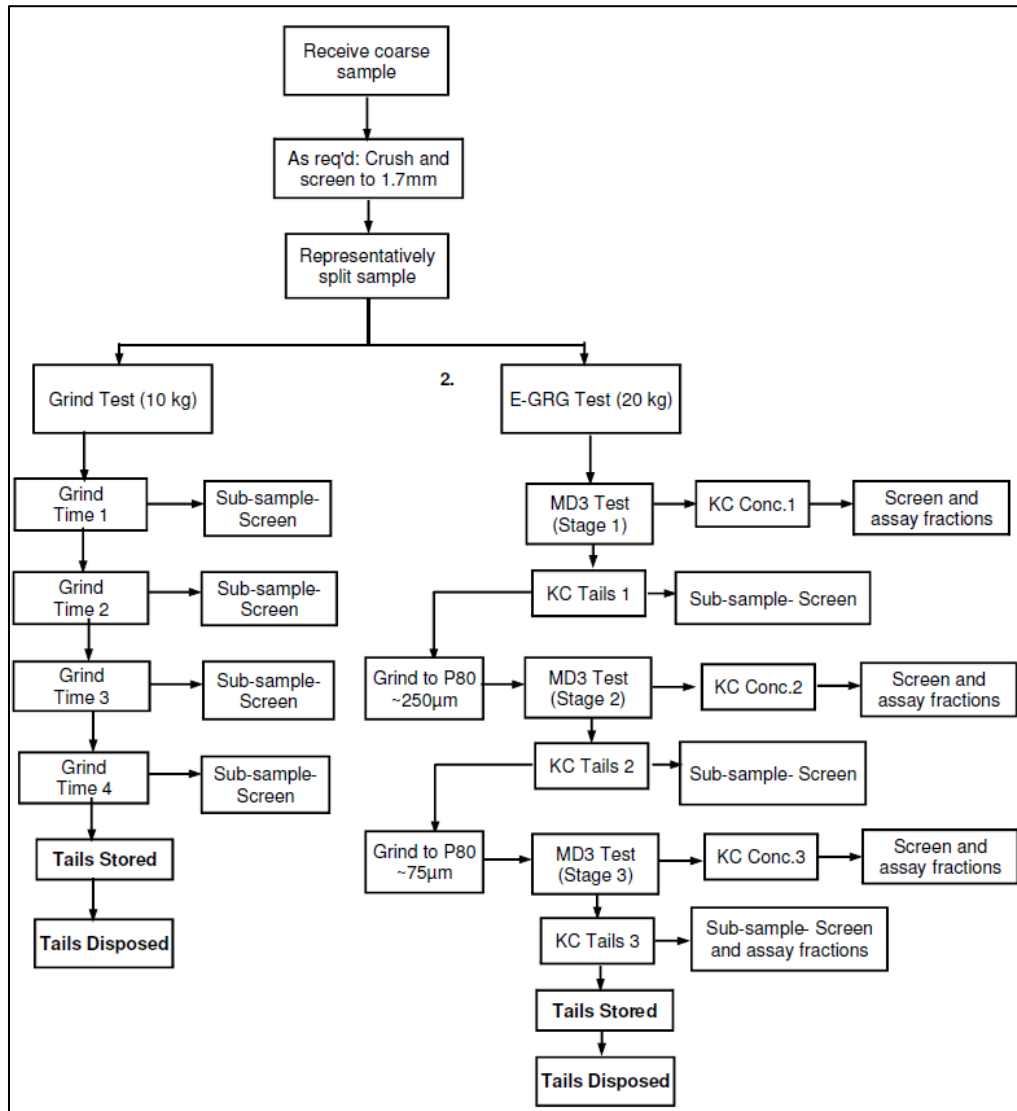 Receive coarse
sample
As req'd: Crush and
screen to 1.7mm
Representatively
split sample
Grind Test (10 kg)
2.
E-GRG Test (20 kg)
Grind
Time 1
Sub-sample-
Screen
Grind
Time 2
Sub-sample-
Screen
Grind
Time 3
Sub-sample-
Screen
Grind
Time 4
Sub-sample-
Screen
Tails Stored
Tails Disposed
MD3 Test
(Stage 1)
KC Conc.1
Screen and
assay fractions
KC Tails 1
Sub-sample- Screen
Grind to P80
~250µm
MD3 Test
(Stage 2)
KC Conc.2
Screen and
assay fractions
KC Tails 2
Sub-sample- Screen
Grind to P80
~75µm
MD3 Test
(Stage 3)
KC Conc.3
Screen and
assay fractions
KC Tails 3
Sub-sample- Screen
and assay fractions
Tails Stored
Tails Disposed